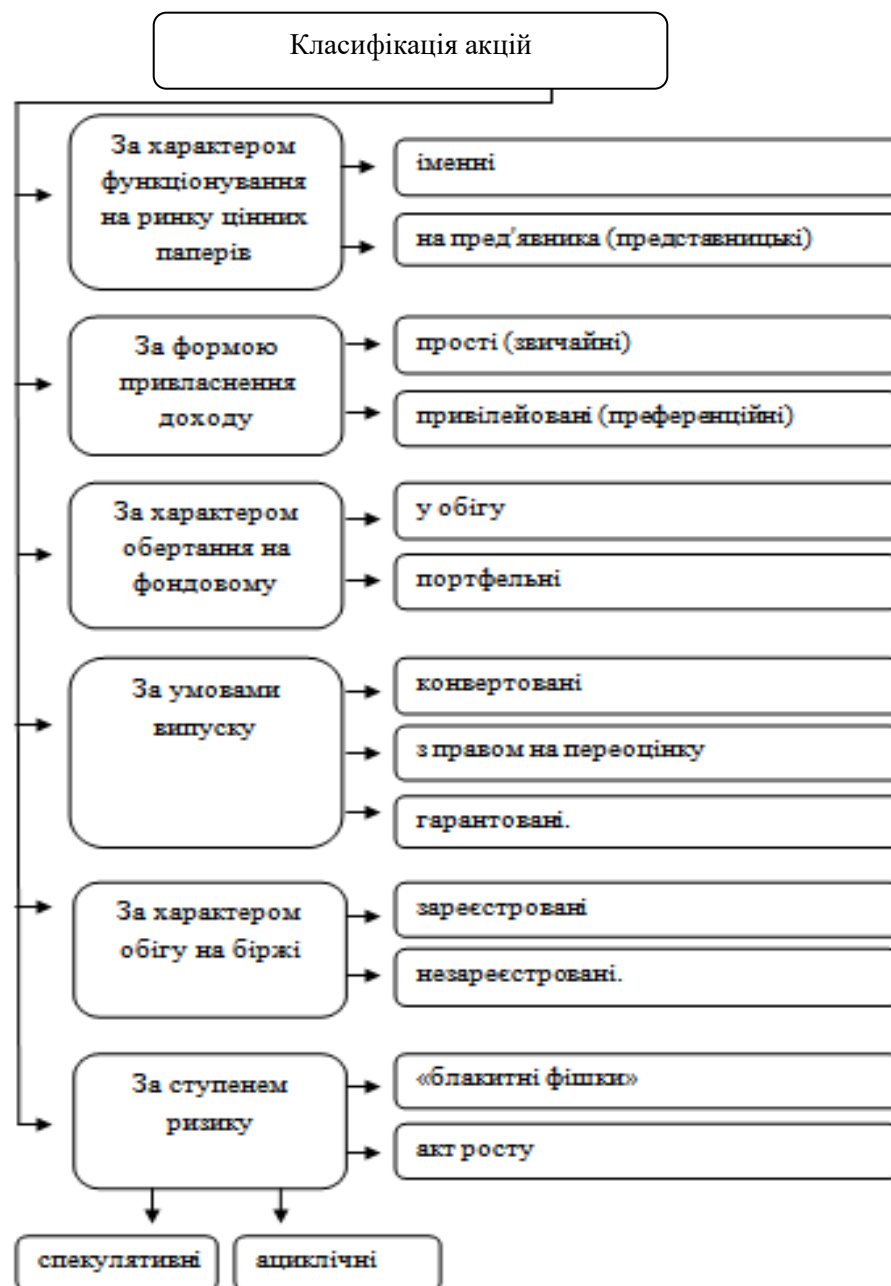 Класифікація акцій
За характером
функціонування
на ринку цінних
паперів
іменні
на пред'явника (представницькі)
За формою
привласнення
доходу
прості (звичайні)
привілейовані (преференційні)
За характером
обертання на
фондовому
у обігу
портфельні
За умовами
випуску
конвертовані
з правом на переоцінку
гарантовані.
За характером
обігу на біржі
зареєстровані
незареєстровані.
За ступенем
ризику
«блакитні фішки»
акт росту
спекулятивні
ациклічні